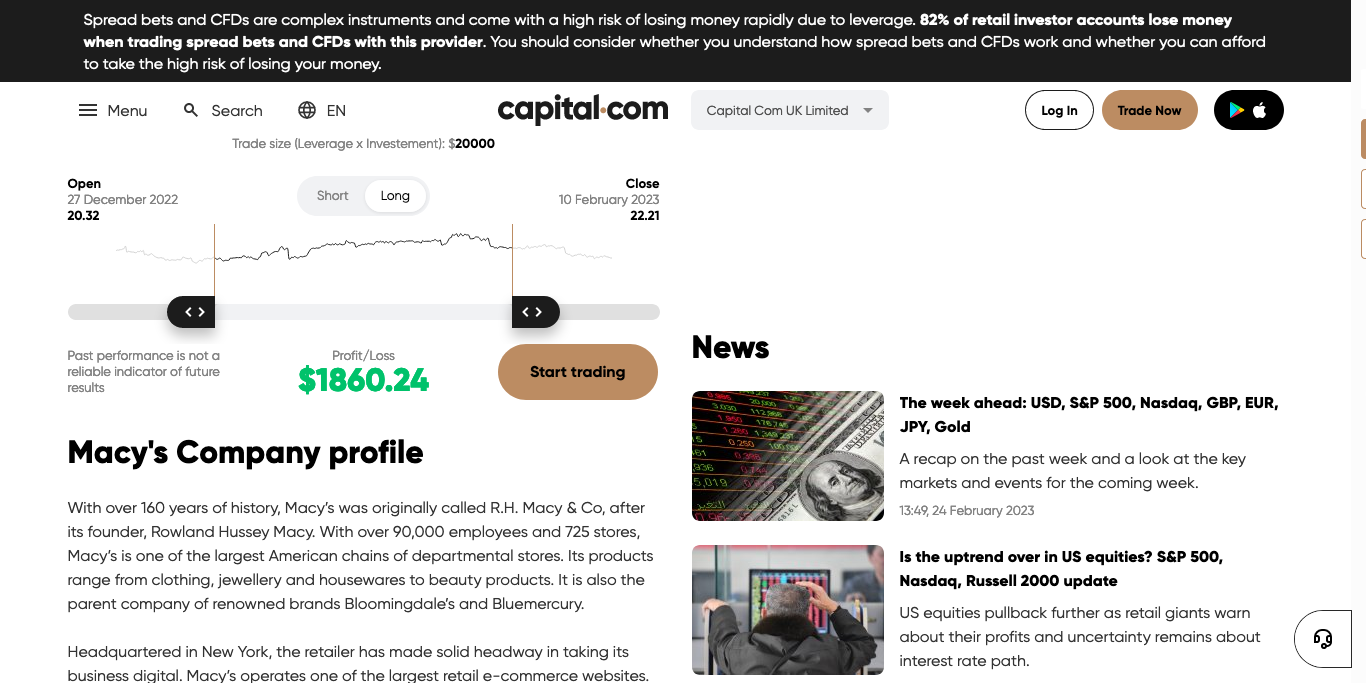 Spread bets and CFDs are complex instruments and come with a high risk of losing money rapidly due to leverage. 82% of retail investor accounts lose money
when trading spread bets and CFDs with this provider. You should consider whether you understand how spread bets and CFDs work and whether you can afford
to take the high risk of losing your money.
Menu
Search
EN
capital.com
Capital Com UK Limited
Log In
Trade Now
Trade size (Leverage x Investement): $20000
Open
27 December 2022
20.32
Short
Long
Close
10 February 2023
22.21
Past performance is not a
reliable indicator of future
results
Profit/Loss
$1860.24
Start trading
Macy's Company profile
With over 160 years of history, Macy’s was originally called R.H. Macy & Co, after
its founder, Rowland Hussey Macy. With over 90,000 employees and 725 stores,
Macy’s is one of the largest American chains of departmental stores. Its products
range from clothing, jewellery and housewares to beauty products. It is also the
parent company of renowned brands Bloomingdale’s and Bluemercury.
Headquartered in New York, the retailer has made solid headway in taking its
business digital. Macy’s operates one of the largest retail e-commerce websites.
News
The week ahead: USD, S&P 500, Nasdaq, GBP, EUR,
JPY, Gold
A recap on the past week and a look at the key
markets and events for the coming week.
13:49, 24 February 2023
Is the uptrend over in US equities? S&P 500,
Nasdaq, Russell 2000 update
US equities pullback further as retail giants warn
about their profits and uncertainty remains about
interest rate path.